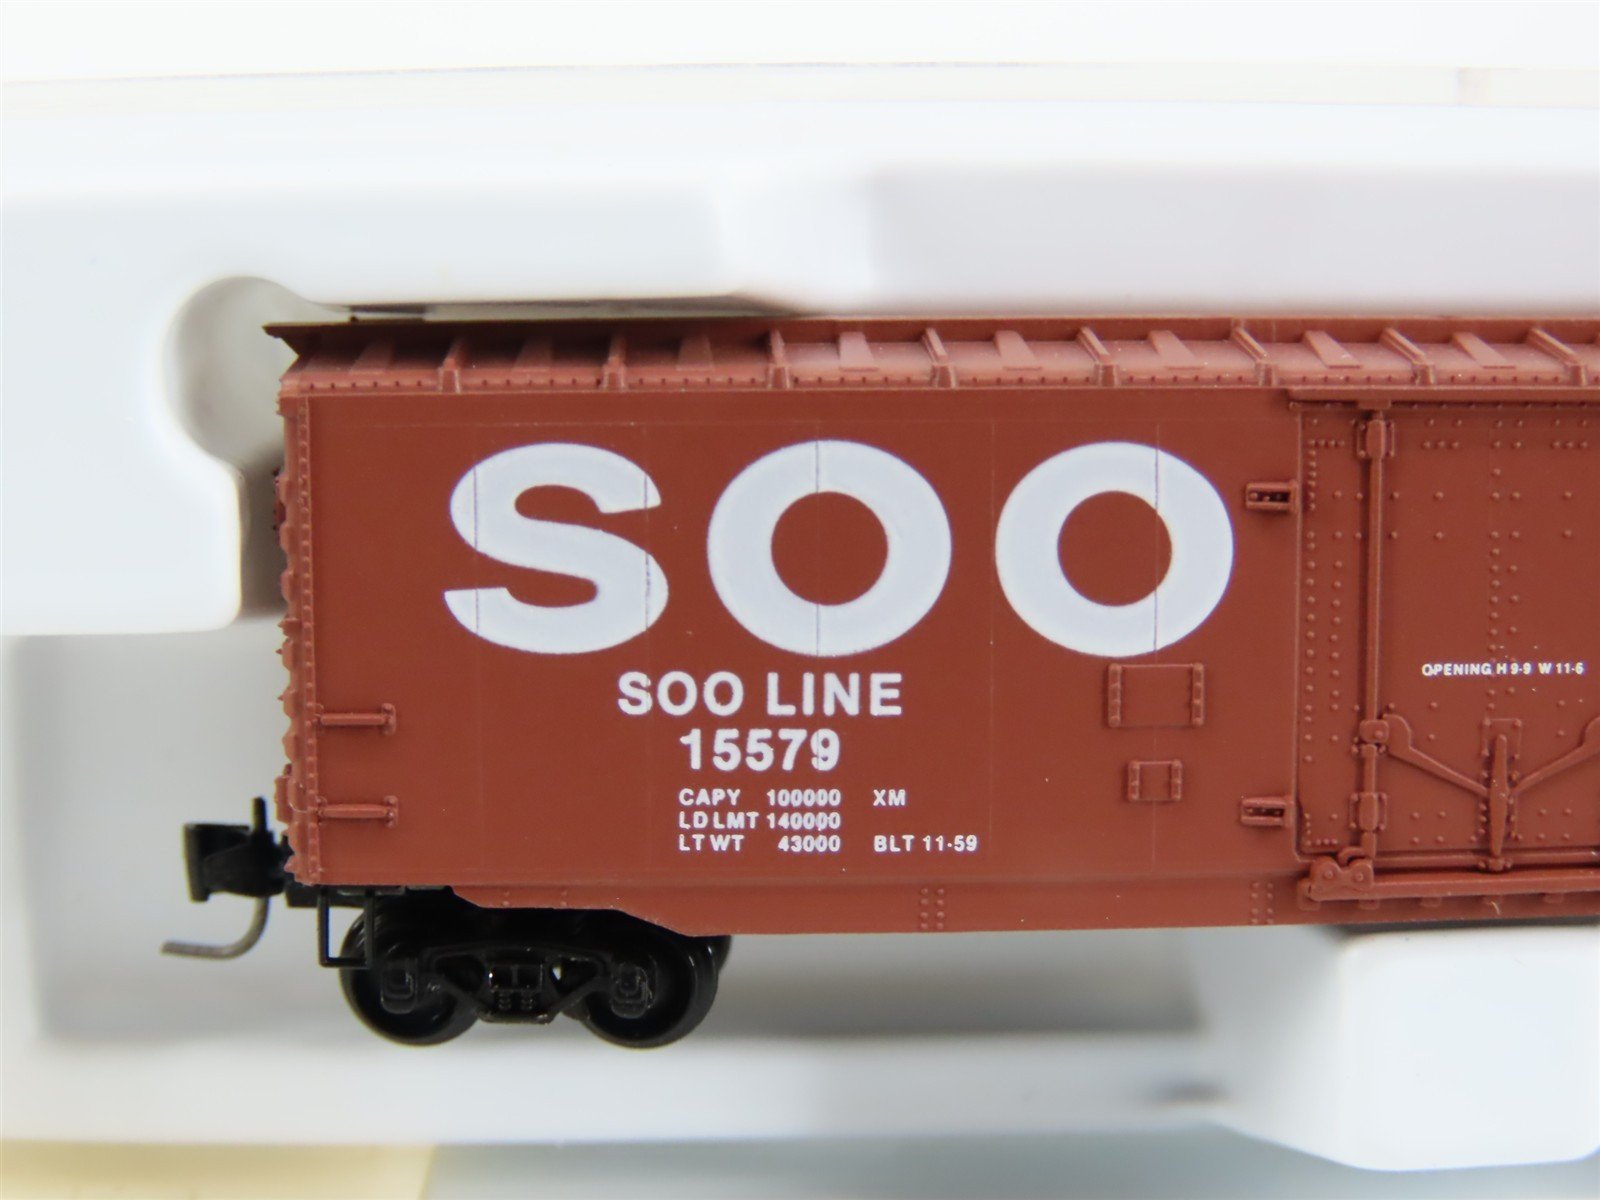 SOO
SOO LINE
15579
CAPY 100000 XM
LD LMT 140000
LT WT 43000 BLT 11-59
OPENING H 9-9 W 11-6